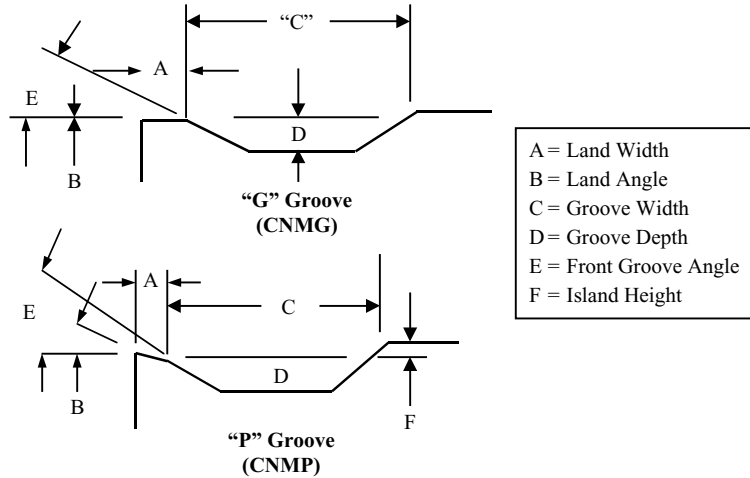 “C”
A
E
D
B
“G” Groove
(CNMG)
A = Land Width
B = Land Angle
C = Groove Width
D = Groove Depth
E = Front Groove Angle
F = Island Height
A
C
E
D
B
F
“P” Groove
(CNMP)